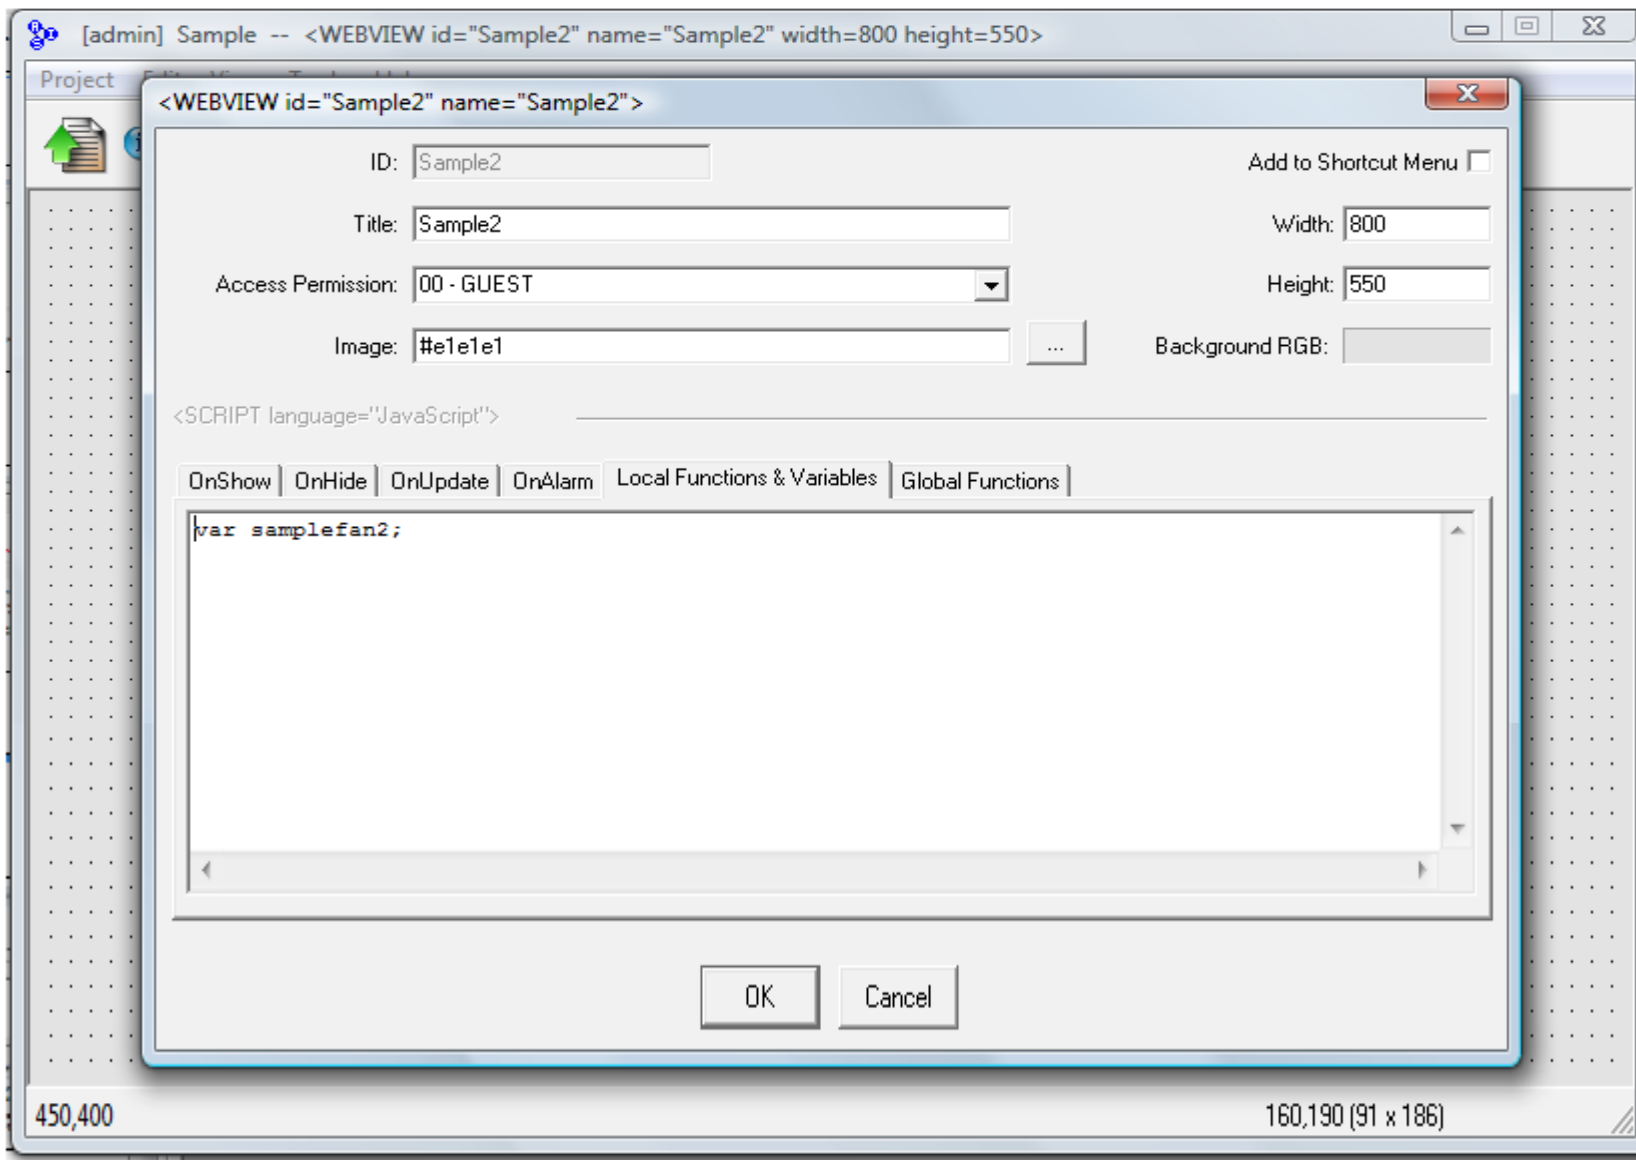 [admin] Sample -- <WEBVIEW id="Sample2" name="Sample2" width=800 height=550>
Project
<WEBVIEW id="Sample2" name="Sample2">
ID: Sample2 Add to Shortcut Menu
Title: Sample2 Width: 800
Access Permission: 00 - GUEST Height: 550
Image: #e1e1e1 ... Background RGB:
<SCRIPT language="JavaScript">
OnShow OnHide OnUpdate OnAlarm Local Functions & Variables Global Functions
var samplefan2;
OK Cancel
450,400 160,190 (91 x 186)